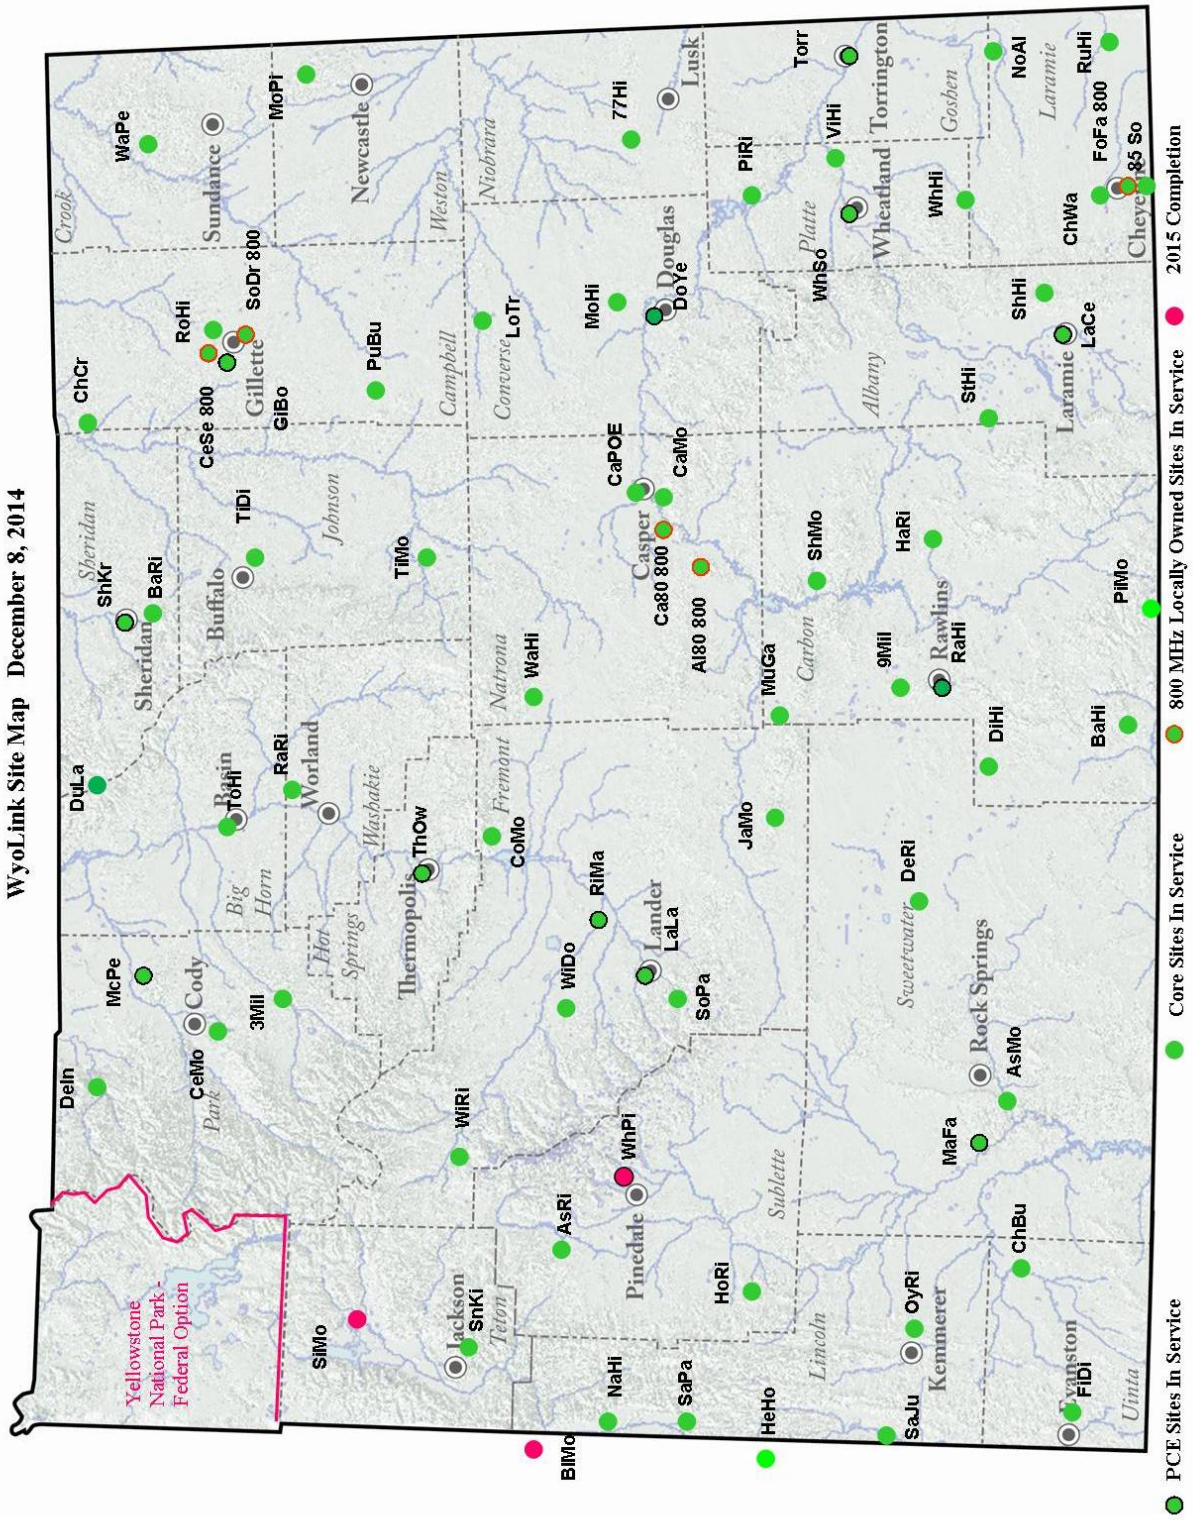 WyoLink Site Map December 8, 2014
Yellowstone
National Park -
Federal Option
DeIn
McPe
Cody
CeMo
Park
3Mil
DuLa
Big
Horn
Basin
ToHi
RaRi
Worland
Washakie
Hot
Springs
Thermopolis
ThOw
Sheridan
ShKr
BaRi
Sheridan
Buffalo
TiDi
Johnson
TiMo
ChCr
RoHi
CeSe 800
SoDr 800
Gillette
GiBo
PuBu
Campbell
Crook
WaPe
Sundance
MoPi
Newcastle
Weston
SiMo
Jackson
SnKi
Teton
WiRi
CoMo
Fremont
WiDo
RiMa
Lander
LaLa
SoPa
JaMo
Natrona
WaHi
CaPOE
Casper
CaMo
Ca80 800
Al80 800
MuGa
Converse
LoTr
MoHi
Douglas
DoYe
Niobrara
77Hi
Lusk
BlMo
NaHi
SaPa
HeHo
AsRi
WhPi
Pinedale
HoRi
Sublette
Lincoln
SaJu
OyRi
Kemmerer
Evanston
FiDi
Uinta
ChBu
MaFa
AsMo
Rock Springs
Sweetwater
DeRi
DiHi
Carbon
ShMo
9Mil
HaRi
Rawlins
RaHi
BaHi
PiMo
Albany
StHi
ShHi
Laramie
LaCe
PiRi
Platte
WhSo
Wheatland
ViHi
WhHi
Torr
Torrington
Goshen
NoAl
Laramie
RuHi
FoFa 800
ChWa
85 So
Cheyenne
PCE Sites In Service
Core Sites In Service
800 MHz Locally Owned Sites In Service
2015 Completion